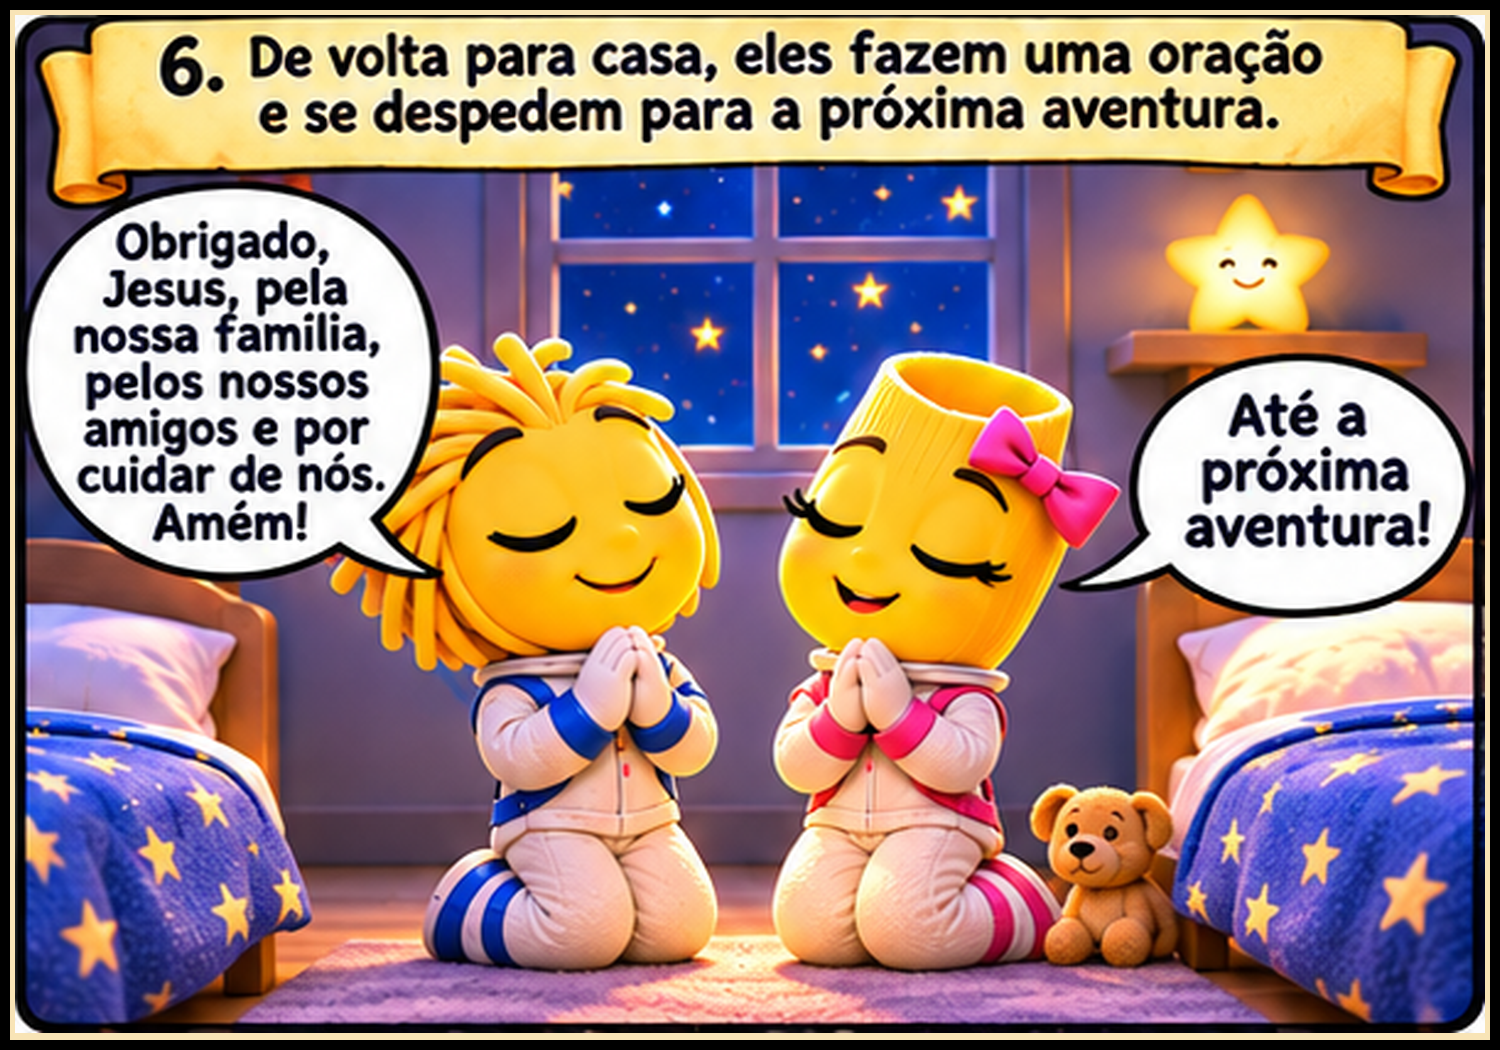 6. De volta para casa, eles fazem uma oração
e se despedem para a próxima aventura.
Obrigado,
Jesus, pela
nossa familia,
pelos nossos
amigos e por
cuidar de nós.
Amém!
Até a
próxima
aventura!